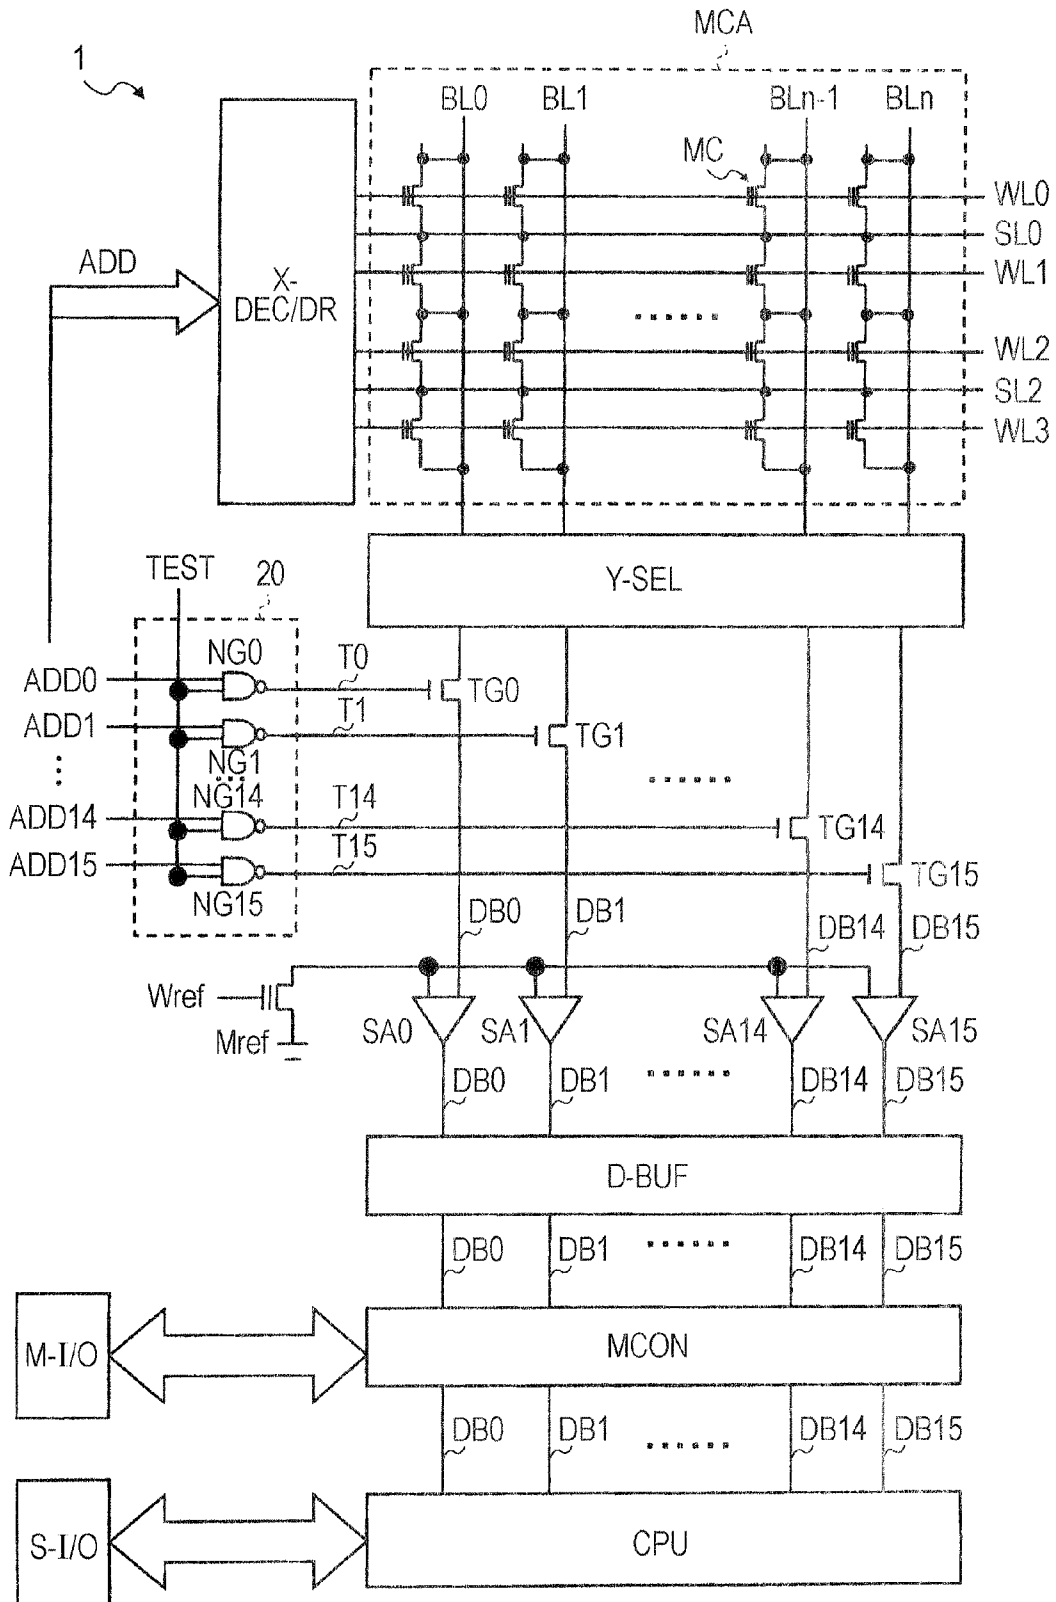 1
MCA
BL0 BL1 BLn-1 BLn
MC
WL0
SL0
WL1
ADD
X-
DEC/DR
WL2
SL2
WL3
TEST
20
Y-SEL
ADD0
NG0
T0
TG0
ADD1
NG1
T1
TG1
ADD14
NG14
T14
TG14
ADD15
NG15
T15
TG15
DB0 DB1 DB14 DB15
Wref
Mref
SA0 SA1 SA14 SA15
DB0 DB1 DB14 DB15
D-BUF
DB0 DB1 DB14 DB15
M-I/O
MCON
DB0 DB1 DB14 DB15
S-I/O
CPU